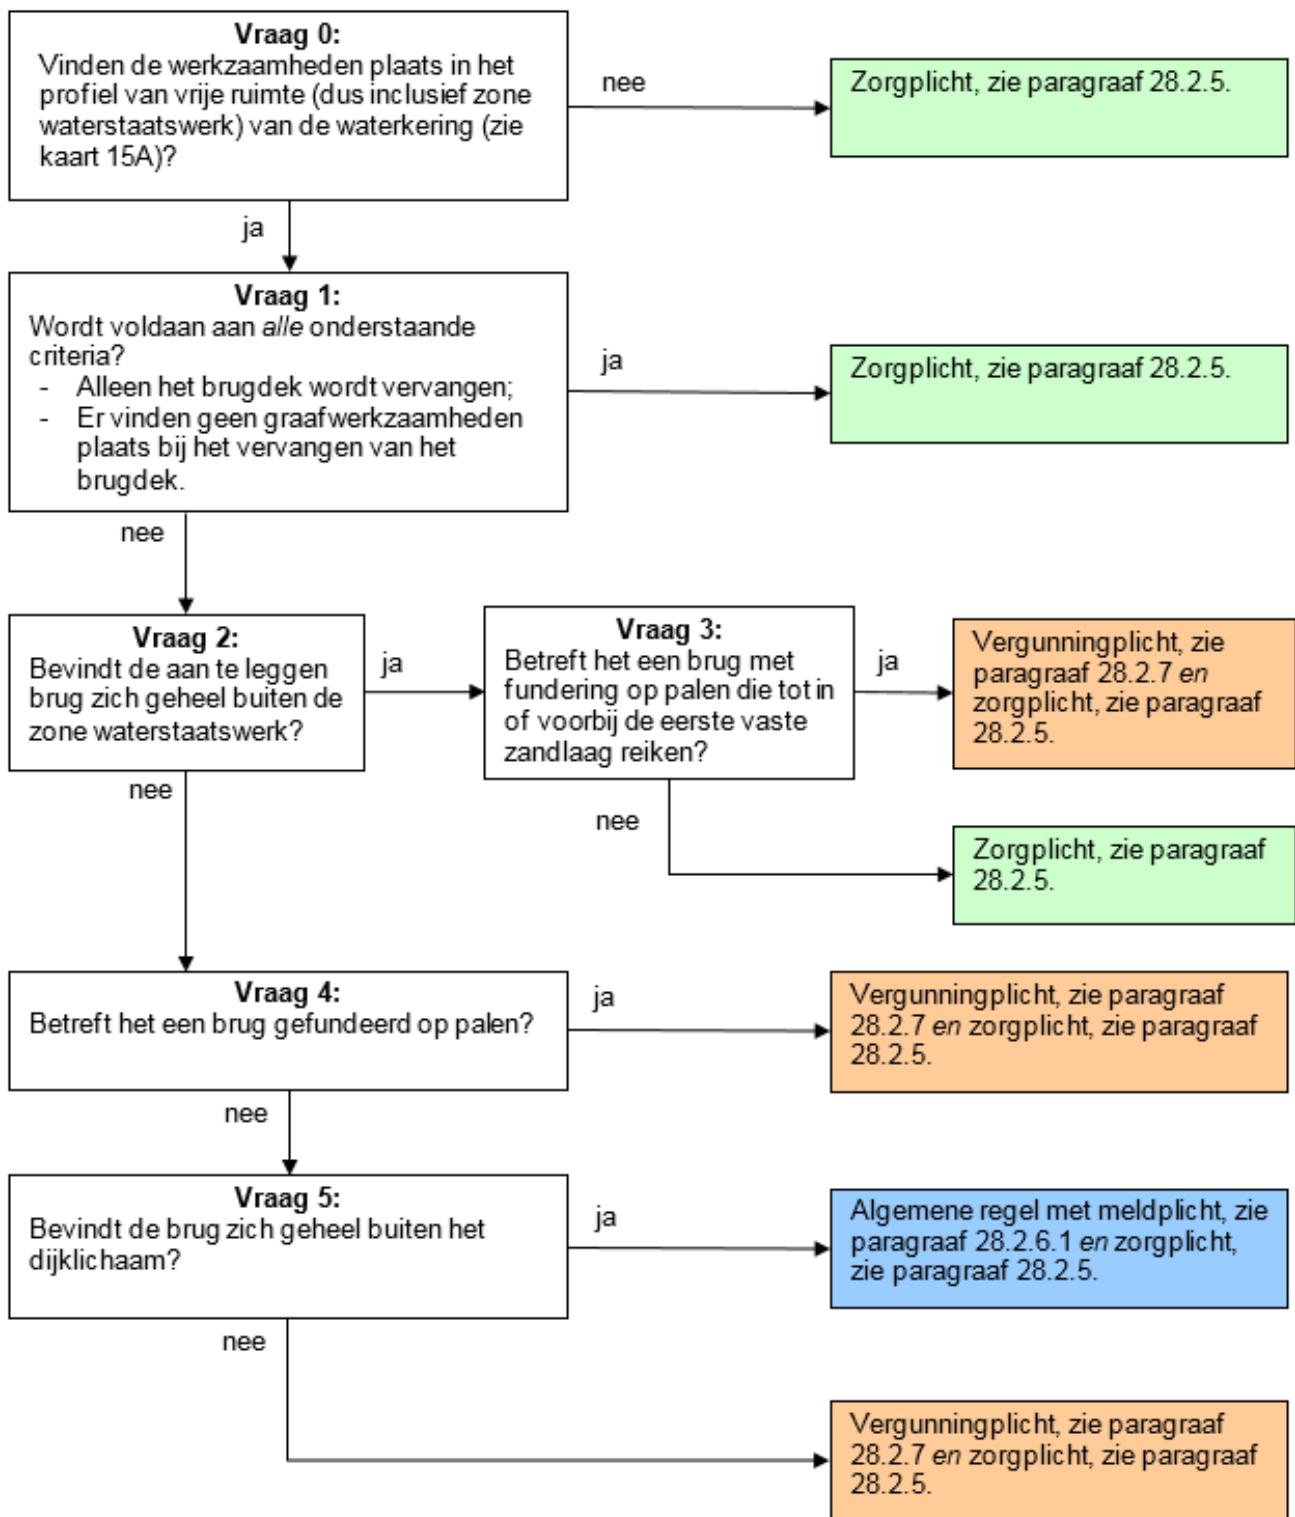 Vraag 0:
Vinden de werkzaamheden plaats in het
profiel van vrije ruimte (dus inclusief zone
waterstaatswerk) van de waterkering (zie
kaart 15A)?
nee
Zorgplicht, zie paragraaf 28.2.5.
ja
Vraag 1:
Wordt voldaan aan alle onderstaande
criteria?
- Alleen het brugdek wordt vervangen;
- Er vinden geen graafwerkzaamheden
plaats bij het vervangen van het
brugdek.
ja
Zorgplicht, zie paragraaf 28.2.5.
nee
Vraag 2:
Bevindt de aan te leggen
brug zich geheel buiten de
zone waterstaatswerk?
ja
Vraag 3:
Betreft het een brug met
fundering op palen die tot in
of voorbij de eerste vaste
zandlaag reiken?
ja
Vergunningplicht, zie
paragraaf 28.2.7 en
zorgplicht, zie paragraaf
28.2.5.
nee
nee
Zorgplicht, zie paragraaf
28.2.5.
Vraag 4:
Betreft het een brug gefundeerd op palen?
ja
Vergunningplicht, zie paragraaf
28.2.7 en zorgplicht, zie paragraaf
28.2.5.
nee
Vraag 5:
Bevindt de brug zich geheel buiten het
dijklichaam?
ja
Algemene regel met meldplicht, zie
paragraaf 28.2.6.1 en zorgplicht,
zie paragraaf 28.2.5.
nee
Vergunningplicht, zie paragraaf
28.2.7 en zorgplicht, zie paragraaf
28.2.5.